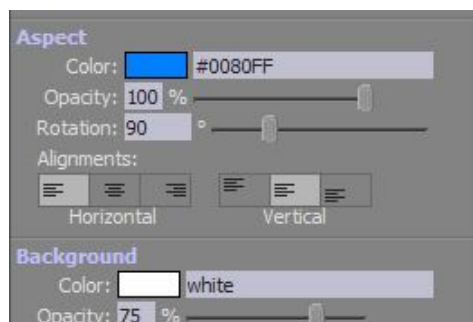 Aspect
Color: #0080FF
Opacity: 100 %
Rotation: 90 °
Alignments:
Horizontal Vertical
Background
Color: white
Opacity: 75 %